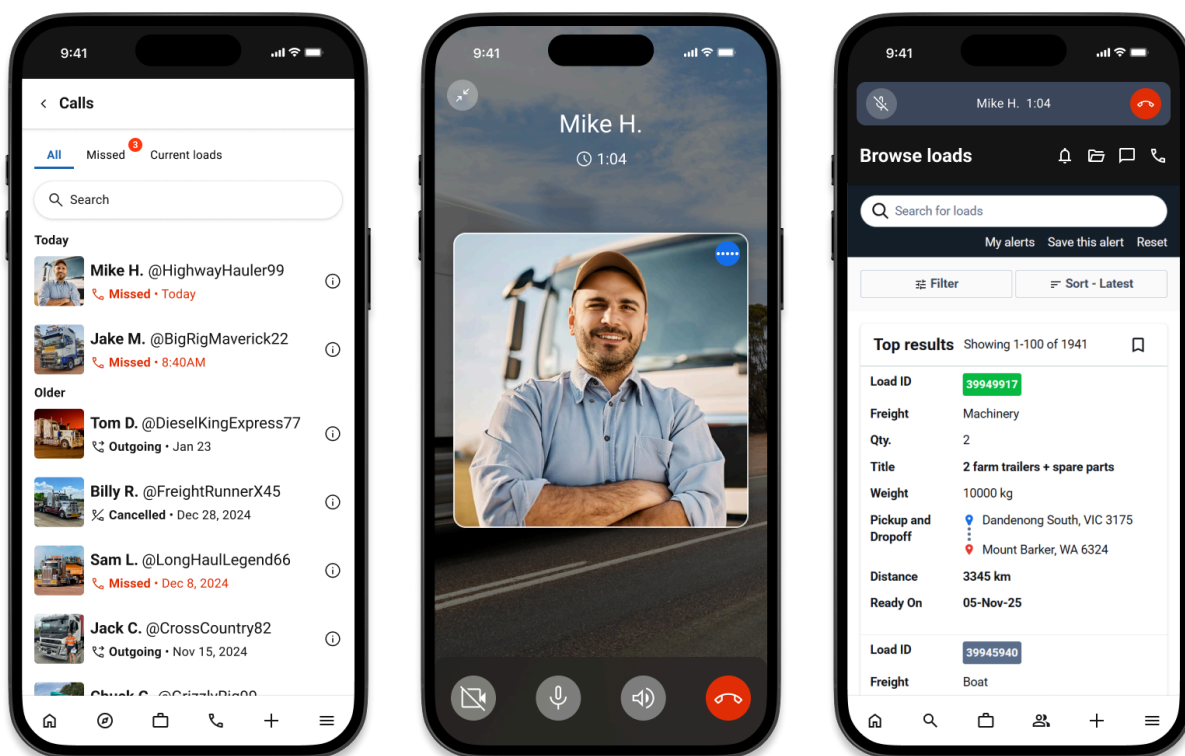 9:41
Calls
All Missed 3 Current loads
Search
Today
Mike H. @HighwayHauler99
Missed • Today
Jake M. @BigRigMaverick22
Missed • 8:40AM
Older
Tom D. @DieselKingExpress77
Outgoing • Jan 23
Billy R. @FreightRunnerX45
Cancelled • Dec 28, 2024
Sam L. @LongHaulLegend66
Missed • Dec 8, 2024
Jack C. @CrossCountry82
Outgoing • Nov 15, 2024
9:41
Mike H.
1:04
9:41
Mike H. 1:04
Browse loads
Search for loads
My alerts Save this alert Reset
Filter Sort - Latest
Top results Showing 1-100 of 1941
Load ID 39949917
Freight Machinery
Qty. 2
Title 2 farm trailers + spare parts
Weight 10000 kg
Pickup and Dandenong South, VIC 3175
Dropoff
Mount Barker, WA 6324
Distance 3345 km
Ready On 05-Nov-25
Load ID 39945940
Freight Boat